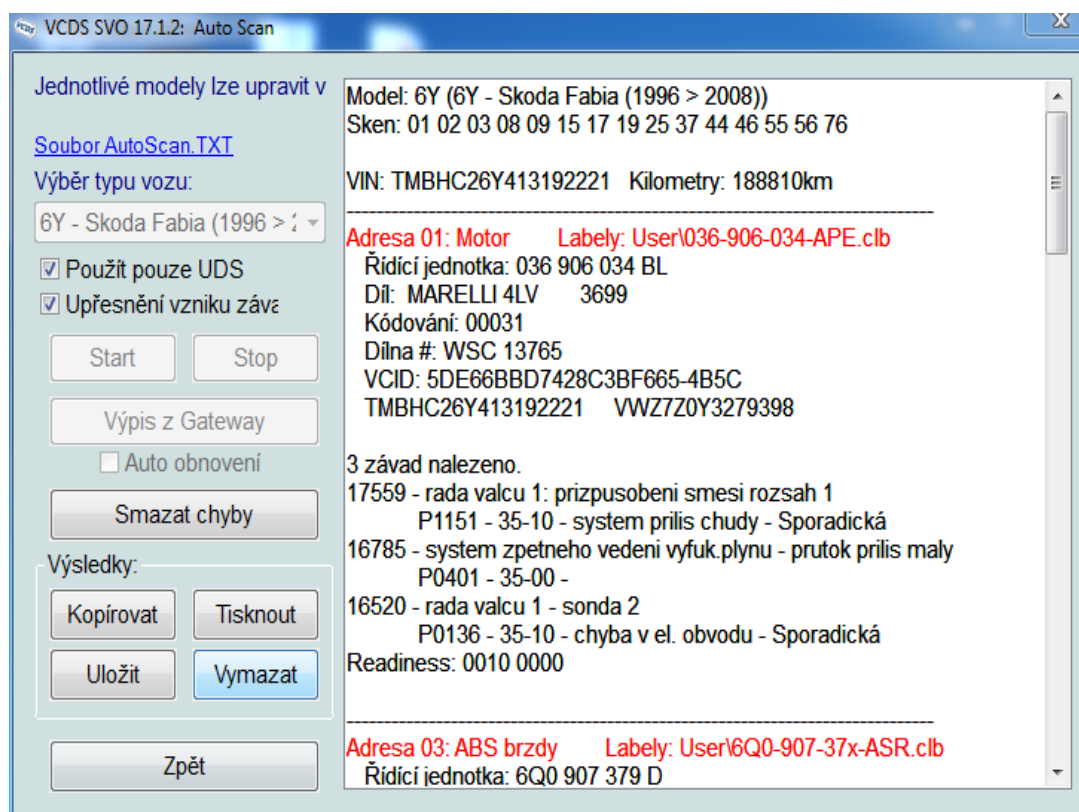 VCDS SVO 17.1.2: Auto Scan
Jednotlivé modely lze upravit v
Soubor AutoScan.TXT
Výběr typu vozu:
6Y - Skoda Fabia (1996 > 2
Použít pouze UDS
Upřesnění vzniku záva
Start
Stop
Výpis z Gateway
Auto obnovení
Smazat chyby
Výsledky:
Kopírovat
Tisknout
Uložit
Vymazat
Zpět
Model: 6Y (6Y - Skoda Fabia (1996 > 2008))
Sken: 01 02 03 08 09 15 17 19 25 37 44 46 55 56 76
VIN: TMBHC26Y413192221 Kilometry: 188810km
Adresa 01: Motor Labely: User\036-906-034-APE.clb
Řídící jednotka: 036 906 034 BL
Díl: MARELLI 4LV 3699
Kódování: 00031
Dílna #: WSC 13765
VCID: 5DE66BBD7428C3BF665-4B5C
TMBHC26Y413192221 VWZ7Z0Y3279398
3 závad nalezeno.
17559 - rada valcu 1: prizpusobeni smesi rozsah 1
P1151 - 35-10 - system prilis chudy - Sporadická
16785 - system zpetneho vedeni vyfuk.plynu - prutok prilis maly
P0401 - 35-00 -
16520 - rada valcu 1 - sonda 2
P0136 - 35-10 - chyba v el. obvodu - Sporadická
Readiness: 0010 0000
Adresa 03: ABS brzdy Labely: User\6Q0-907-37x-ASR.clb
Řídící jednotka: 6Q0 907 379 D